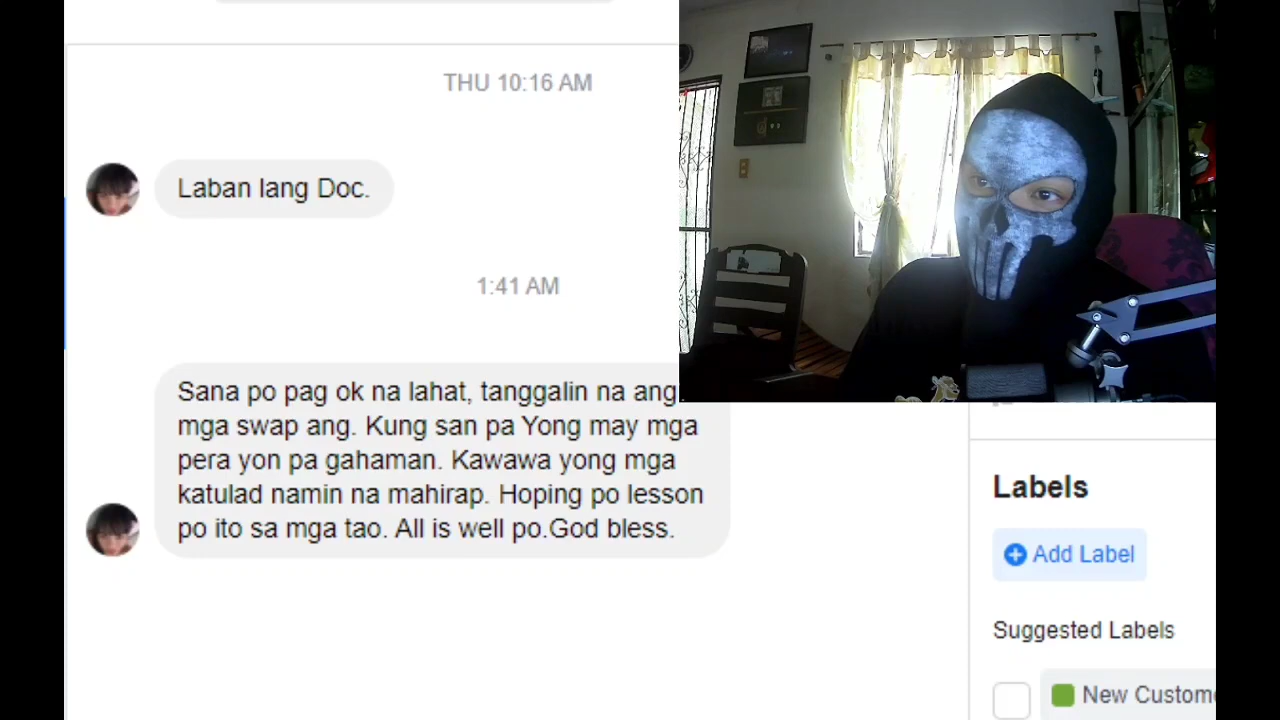 THU 10:16 AM
Laban lang Doc.
1:41 AM
Sana po pag ok na lahat, tanggalin na ang
mga swap ang. Kung san pa Yong may mga
pera yon pa gahaman. Kawawa yong mga
katulad namin na mahirap. Hoping po lesson
po ito sa mga tao. All is well po.God bless.
Labels
Add Label
Suggested Labels
New Custome